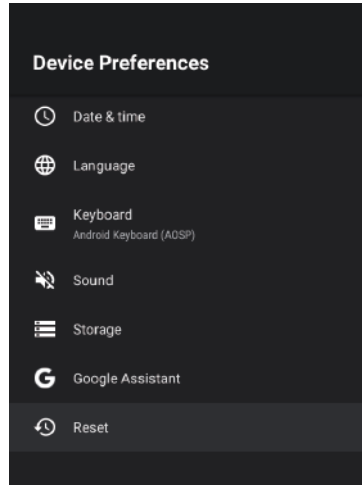 Device Preferences
Date & time
Language
Keyboard
Android Keyboard (AOSP)
Sound
Storage
Google Assistant
Reset